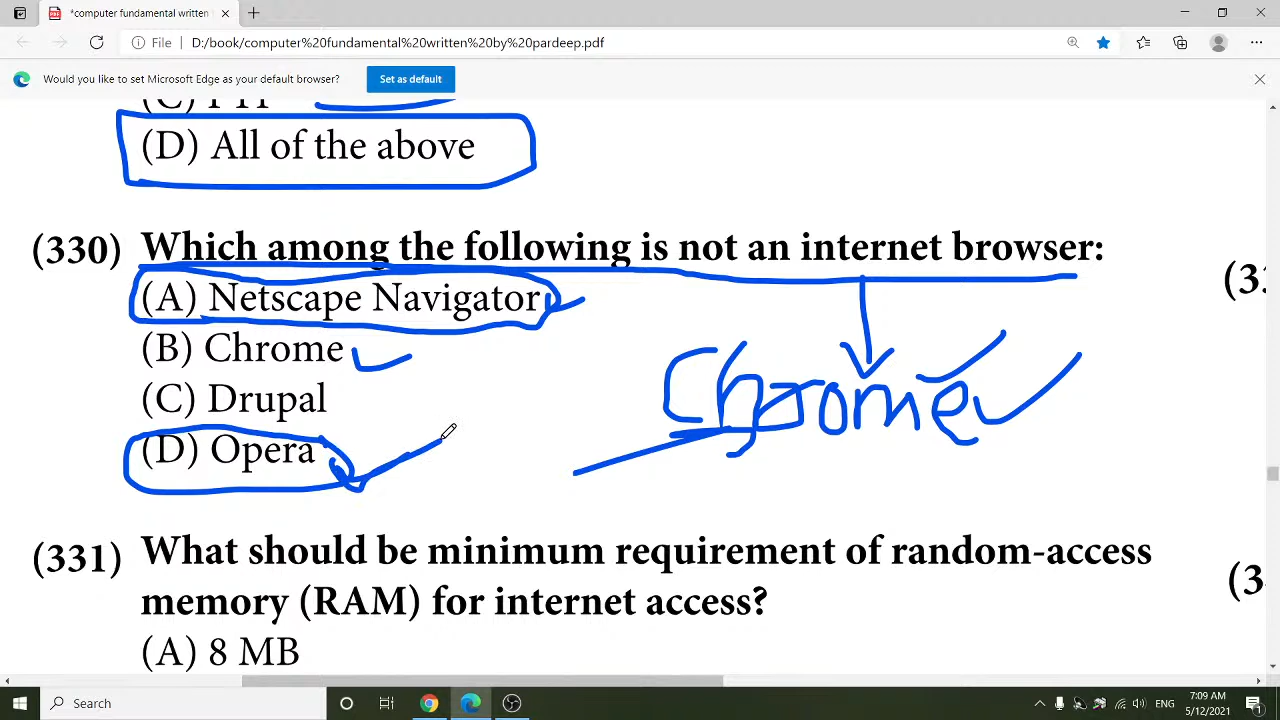 *computer fundamental written
File
D:/book/computer%20fundamental%20written%20by%20pardeep.pdf
Would you like to set Microsoft Edge as your default browser?
Set as default
(D) All of the above
(330) Which among the following is not an internet browser:
(A) Netscape Navigator
(B) Chrome
(C) Drupal
(D) Opera
Chrome
(331) What should be minimum requirement of random-access
memory (RAM) for internet access?
(A) 8 MB
Search
ENG
7:09 AM
5/12/2021